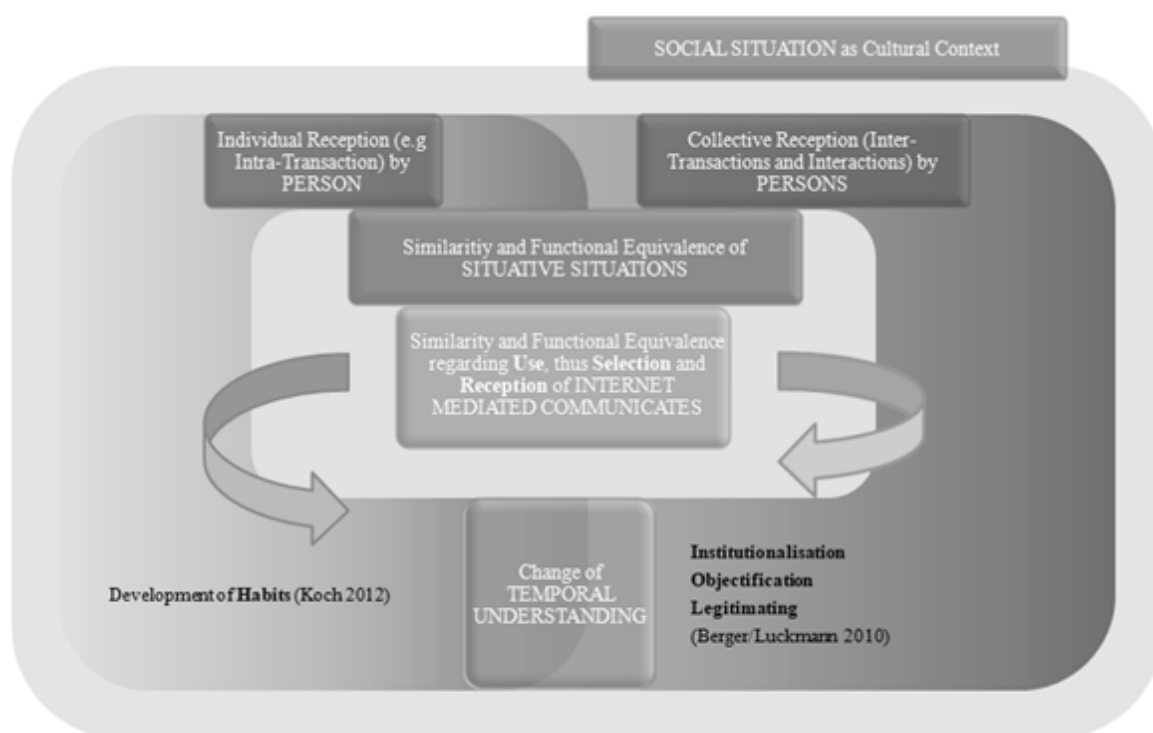 SOCIAL SITUATION as Cultural Context
Individual Reception (e.g
Intra-Transaction) by
PERSON
Collective Reception (Inter-
Transactions and Interactions) by
PERSONS
Similaritiy and Functional Equivalence of
SITUATIVE SITUATIONS
Similarity and Functional Equivalence
regarding Use, thus Selection and
Reception of INTERNET
MEDIATED COMMUNICATES
Change of
TEMPORAL
UNDERSTANDING
Development of Habits (Koch 2012)
Institutionalisation
Objectification
Legitimating
(Berger/Luckmann 2010)